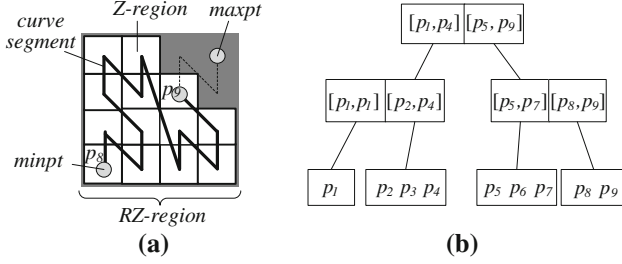 curve segment
Z-region
maxpt
p9
p8
minpt
RZ-region
(a)
[p1,p4] [p5, p9]
[p1,p1] [p2,p4]
[p5,p7] [p8,p9]
p1
p2 p3 p4
p5 p6 p7
p8 p9
(b)